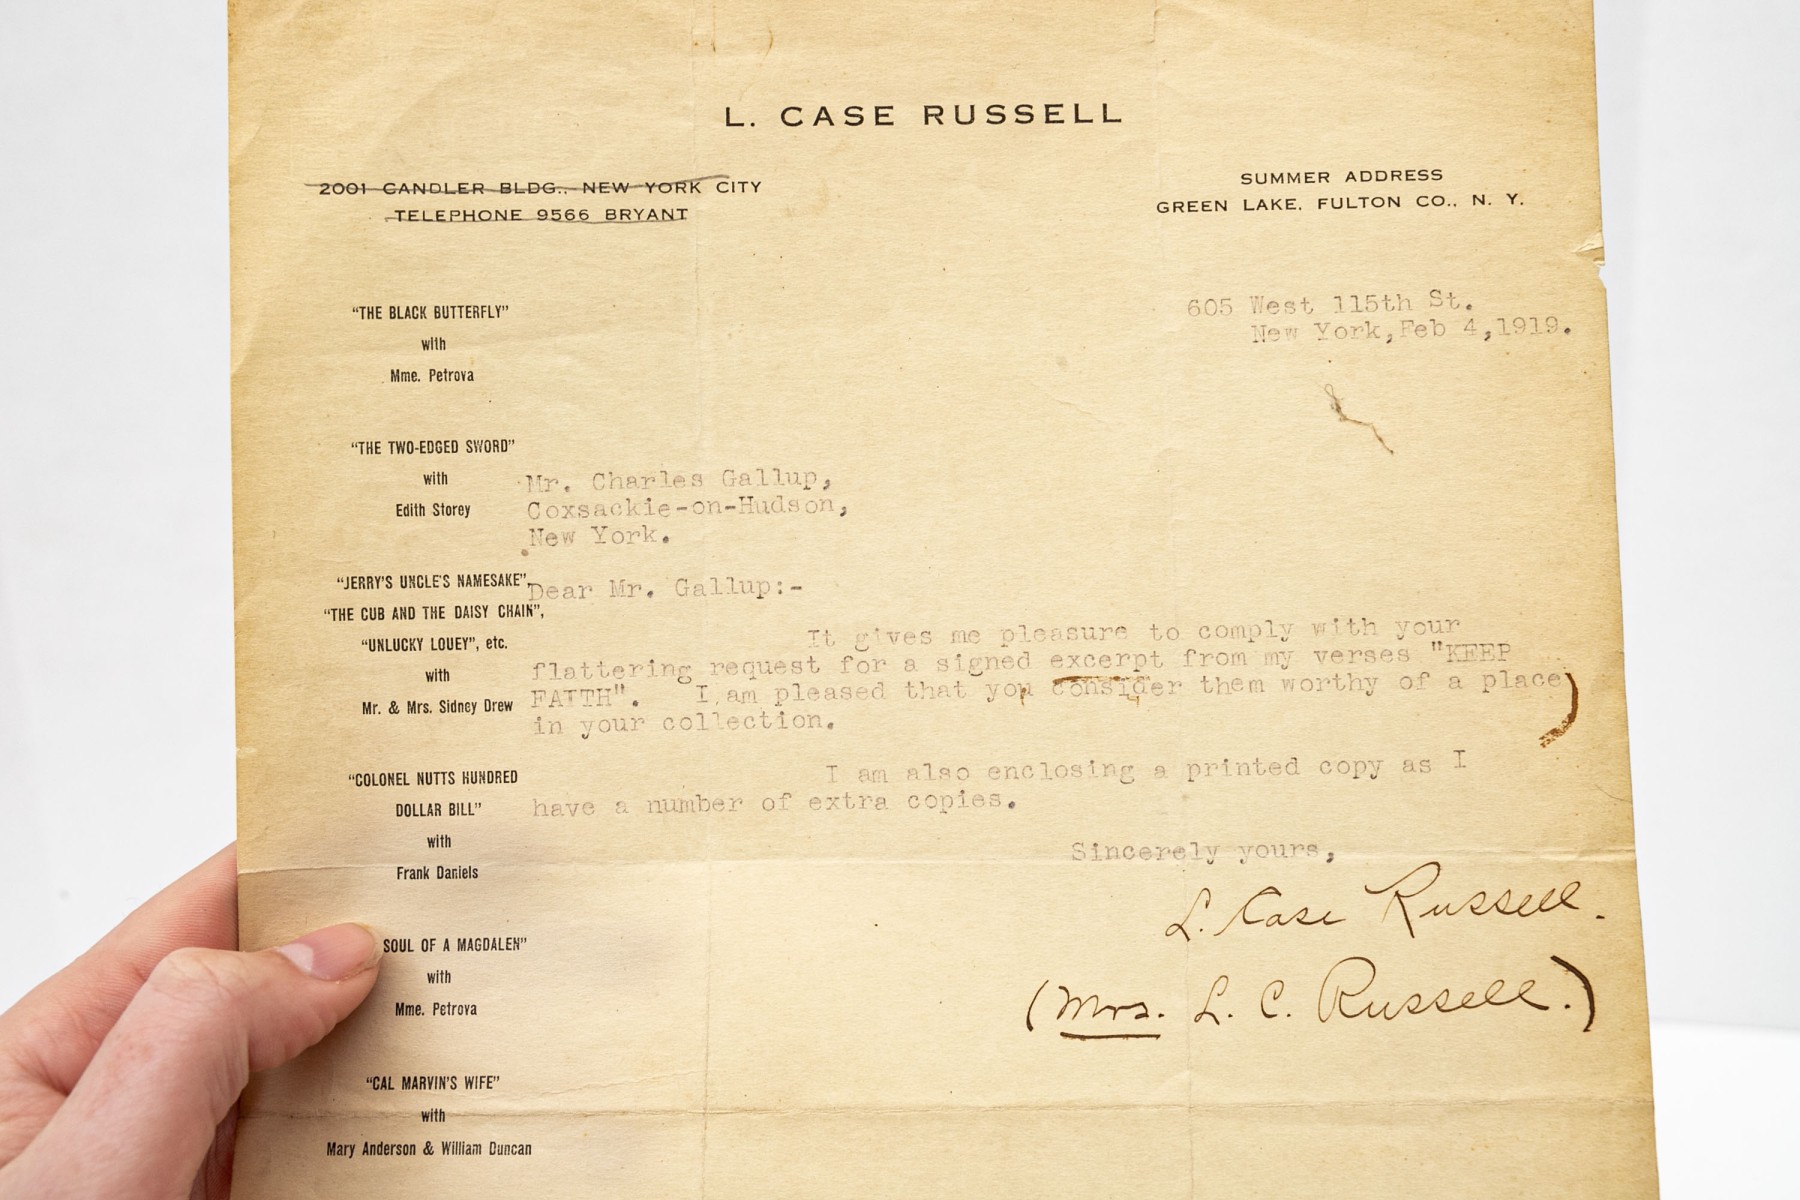 L. CASE RUSSELL
2001 CANDLER BLDG., NEW YORK CITY
TELEPHONE 9566 BRYANT
SUMMER ADDRESS
GREEN LAKE, FULTON CO., N. Y.
605 West 115th St.
New York,Feb 4,1919.
"THE BLACK BUTTERFLY"
with
Mme. Petrova
"THE TWO-EDGED SWORD"
with
Edith Storey
"JERRY'S UNCLE'S NAMESAKE",
"THE CUB AND THE DAISY CHAIN",
"UNLUCKY LOUEY", etc.
with
Mr. & Mrs. Sidney Drew
"COLONEL NUTTS HUNDRED
DOLLAR BILL"
with
Frank Daniels
SOUL OF A MAGDALEN"
with
Mme. Petrova
"CAL MARVIN'S WIFE"
with
Mary Anderson & William Duncan
Mr. Charles Gallup,
Coxsackie-on-Hudson,
New York.
Dear Mr. Gallup:-
It gives me pleasure to comply with your
flattering request for a signed excerpt from my verses "KEEP
FAITH". I am pleased that you consider them worthy of a place
in your collection.
I am also enclosing a printed copy as I
have a number of extra copies.
Sincerely yours,
L. Case Russell.
(Mrs. L. C. Russell.)